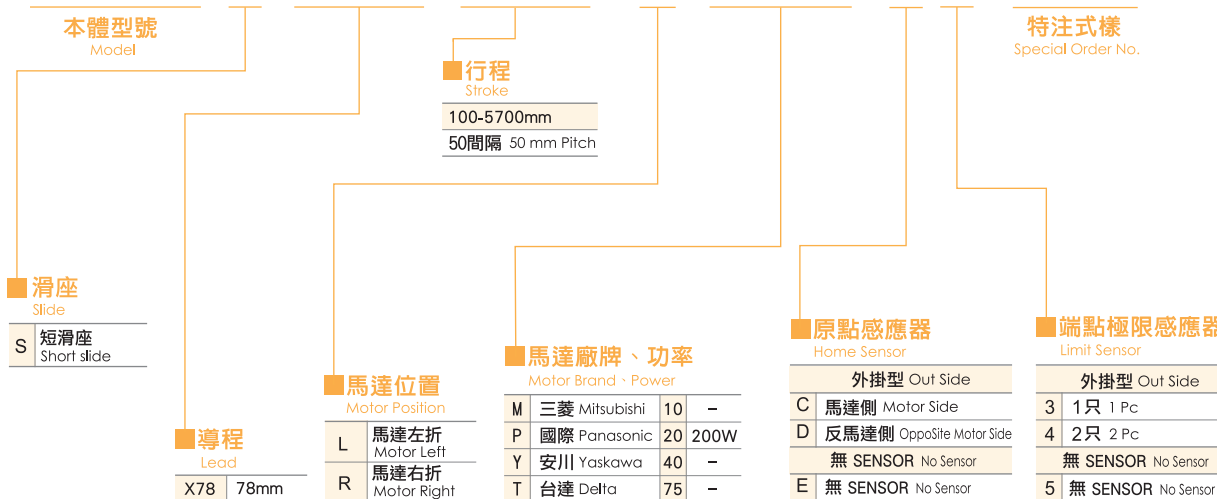 本體型號
Model
特注式樣
Special Order No.
行程
Stroke
100-5700mm
50間隔 50 mm Pitch
滑座
Slide
S 短滑座
Short slide
導程
Lead
X78 78mm
馬達位置
Motor Position
L 馬達左折
Motor Left
R 馬達右折
Motor Right
馬達廠牌、功率
Motor Brand、Power
M 三菱 Mitsubishi 10 –
P 國際 Panasonic 20 200W
Y 安川 Yaskawa 40 –
T 台達 Delta 75 –
原點感應器
Home Sensor
外掛型 Out Side
C 馬達側 Motor Side
D 反馬達側 OppoSite Motor Side
無 SENSOR No Sensor
E 無 SENSOR No Sensor
端點極限感應器
Limit Sensor
外掛型 Out Side
3 1只 1 Pc
4 2只 2 Pc
無 SENSOR No Sensor
5 無 SENSOR No Sensor